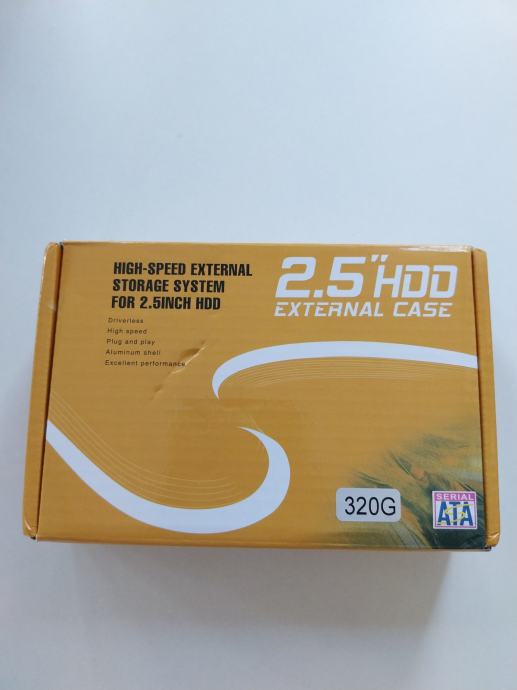 HIGH-SPEED EXTERNAL
STORAGE SYSTEM
FOR 2.5INCH HDD
Driverless
High speed
Plug and play
Aluminum shell
Excellent performance
2.5" HDD
EXTERNAL CASE
320G
SERIAL
ATA